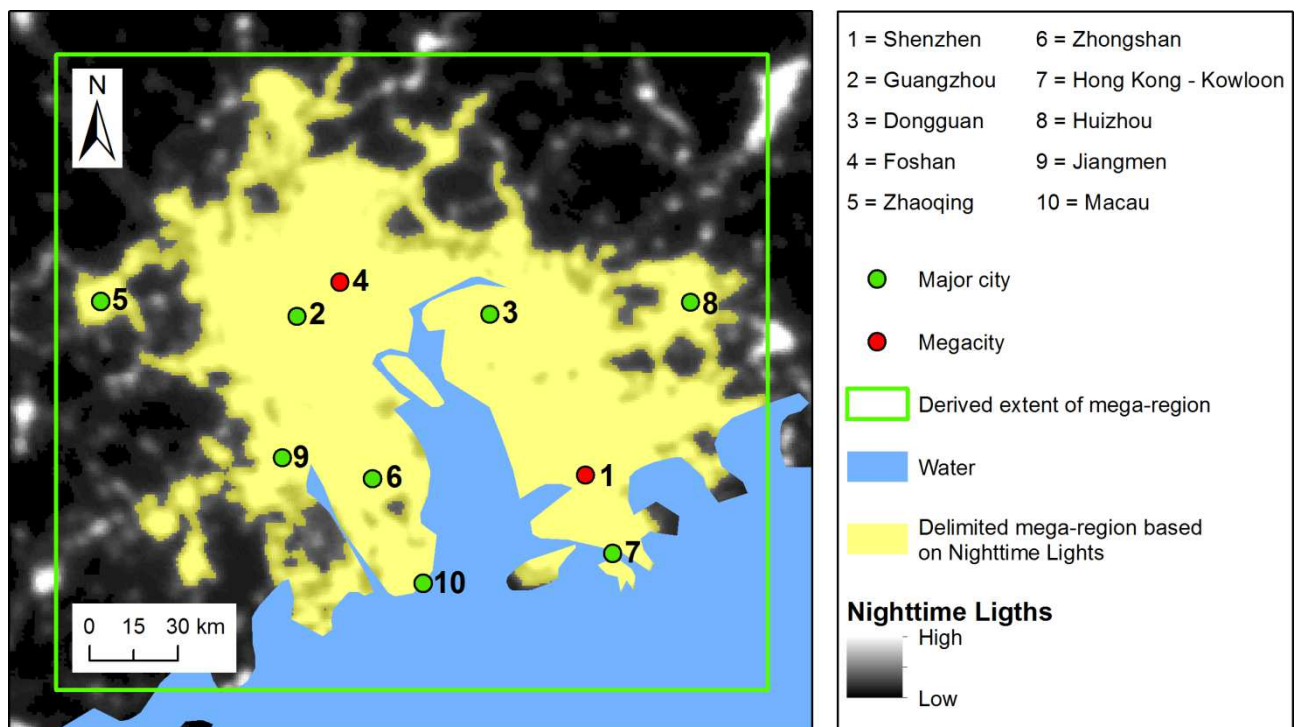 N
4
2
3
5
8
9
6
1
7
10
0 15 30 km
1 = Shenzhen 6 = Zhongshan
2 = Guangzhou 7 = Hong Kong - Kowloon
3 = Dongguan 8 = Huizhou
4 = Foshan 9 = Jiangmen
5 = Zhaoqing 10 = Macau
Major city
Megacity
Derived extent of mega-region
Water
Delimited mega-region based
on Nighttime Lights
Nighttime Ligths
High
Low